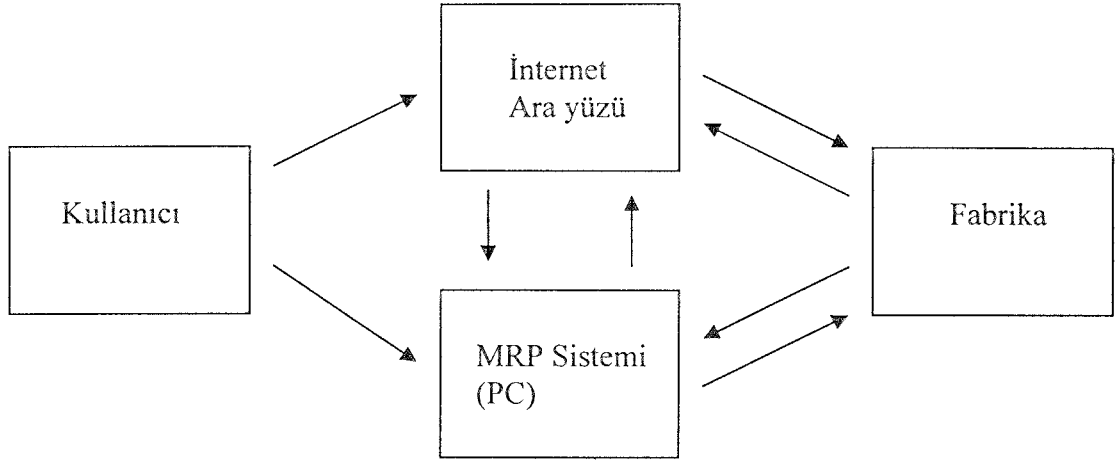 İnternet
Ara yüzü
Kullanıcı
Fabrika
MRP Sistemi
(PC)